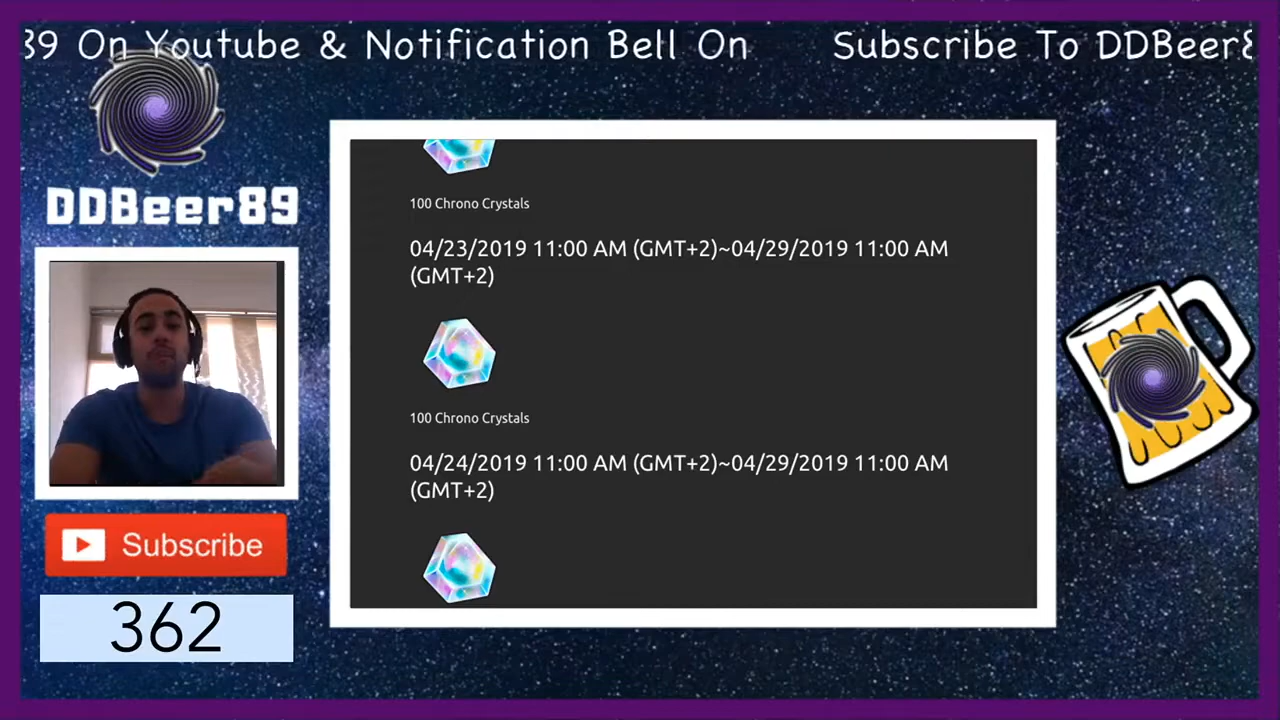 39 On Youtube & Notification Bell On Subscribe To DDBeer8
DDBeer89
100 Chrono Crystals
04/23/2019 11:00 AM (GMT+2)~04/29/2019 11:00 AM
(GMT+2)
100 Chrono Crystals
04/24/2019 11:00 AM (GMT+2)~04/29/2019 11:00 AM
(GMT+2)
Subscribe
362